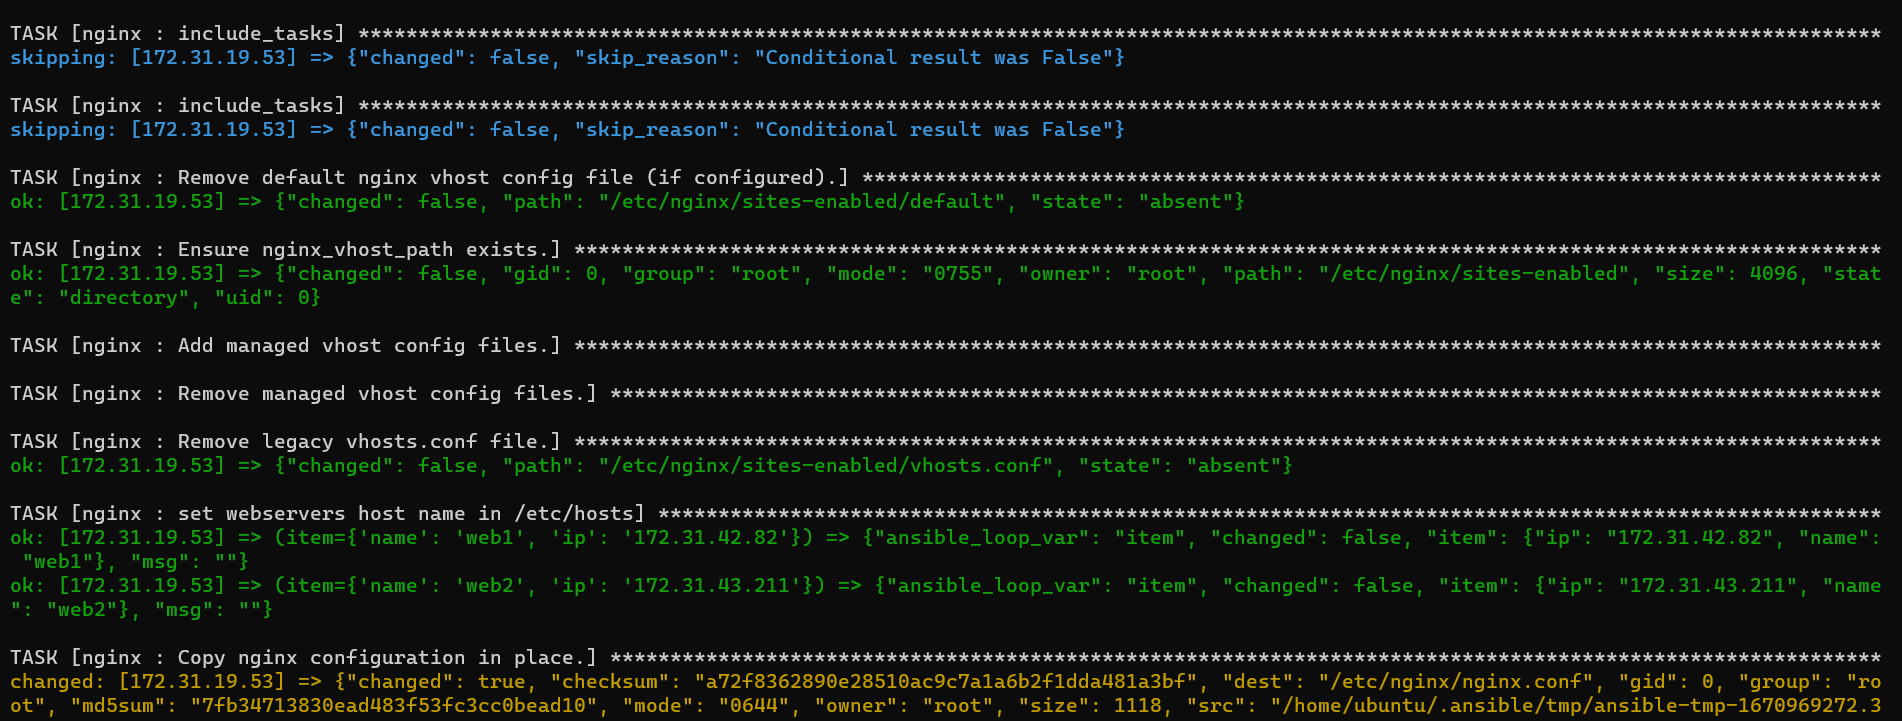 TASK [nginx : include_tasks] *******************************************************************************************************************************
skipping: [172.31.19.53] => {"changed": false, "skip_reason": "Conditional result was False"}
TASK [nginx : include_tasks] *******************************************************************************************************************************
skipping: [172.31.19.53] => {"changed": false, "skip_reason": "Conditional result was False"}
TASK [nginx : Remove default nginx vhost config file (if configured).] *************************************************************************************
ok: [172.31.19.53] => {"changed": false, "path": "/etc/nginx/sites-enabled/default", "state": "absent"}
TASK [nginx : Ensure nginx_vhost_path exists.] *************************************************************************************************************
ok: [172.31.19.53] => {"changed": false, "gid": 0, "group": "root", "mode": "0755", "owner": "root", "path": "/etc/nginx/sites-enabled", "size": 4096, "stat
e": "directory", "uid": 0}
TASK [nginx : Add managed vhost config files.] *************************************************************************************************************
TASK [nginx : Remove managed vhost config files.] **********************************************************************************************************
TASK [nginx : Remove legacy vhosts.conf file.] *************************************************************************************************************
ok: [172.31.19.53] => {"changed": false, "path": "/etc/nginx/sites-enabled/vhosts.conf", "state": "absent"}
TASK [nginx : set webservers host name in /etc/hosts] ******************************************************************************************************
ok: [172.31.19.53] => (item={'name': 'web1', 'ip': '172.31.42.82'}) => {"ansible_loop_var": "item", "changed": false, "item": {"ip": "172.31.42.82", "name":
 "web1"}, "msg": ""}
ok: [172.31.19.53] => (item={'name': 'web2', 'ip': '172.31.43.211'}) => {"ansible_loop_var": "item", "changed": false, "item": {"ip": "172.31.43.211", "name
": "web2"}, "msg": ""}
TASK [nginx : Copy nginx configuration in place.] **********************************************************************************************************
changed: [172.31.19.53] => {"changed": true, "checksum": "a72f8362890e28510ac9c7a1a6b2f1dda481a3bf", "dest": "/etc/nginx/nginx.conf", "gid": 0, "group": "ro
ot", "md5sum": "7fb34713830ead483f53fc3cc0bead10", "mode": "0644", "owner": "root", "size": 1118, "src": "/home/ubuntu/.ansible/tmp/ansible-tmp-1670969272.3